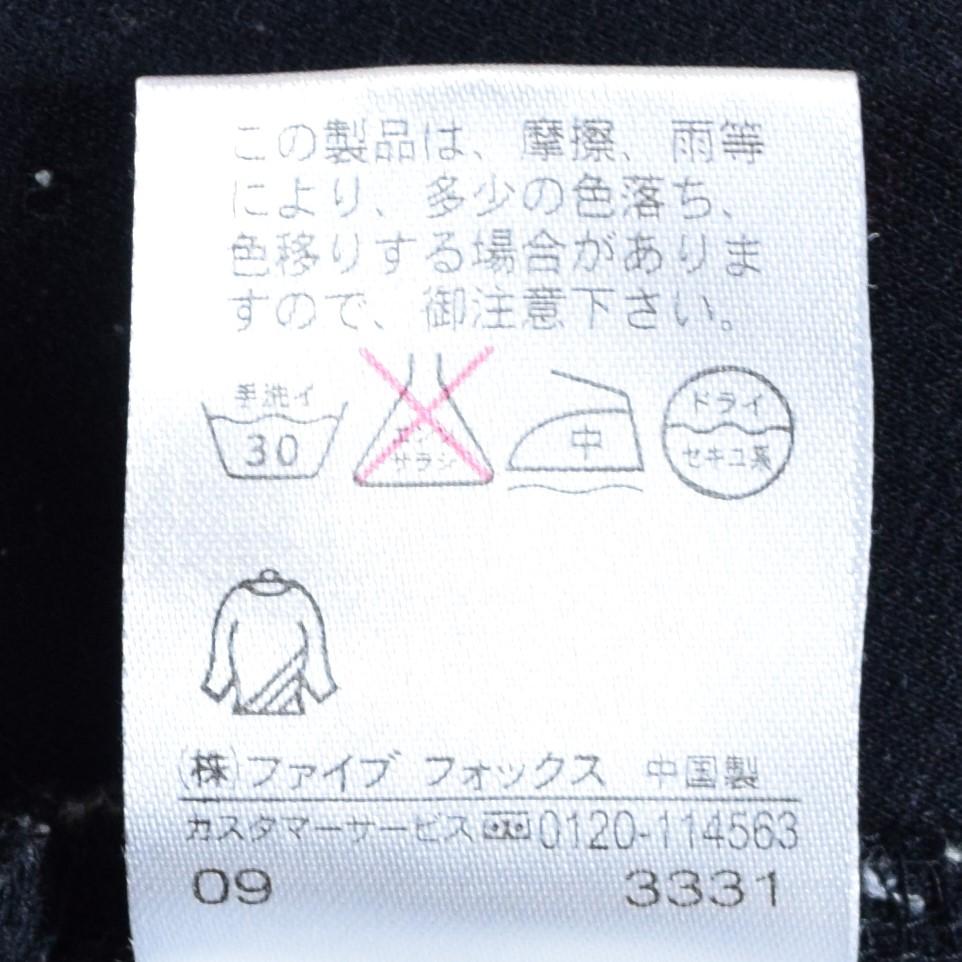 この製品は、摩擦、雨等
により、多少の色落ち、
色移りする場合がありま
すので、御注意下さい。
手洗イ
30
エンソ
サラシ
中
ドライ
セキユ系
(株)ファイブ フォックス 中国製
カスタマーサービス 0120-114563
09 3331